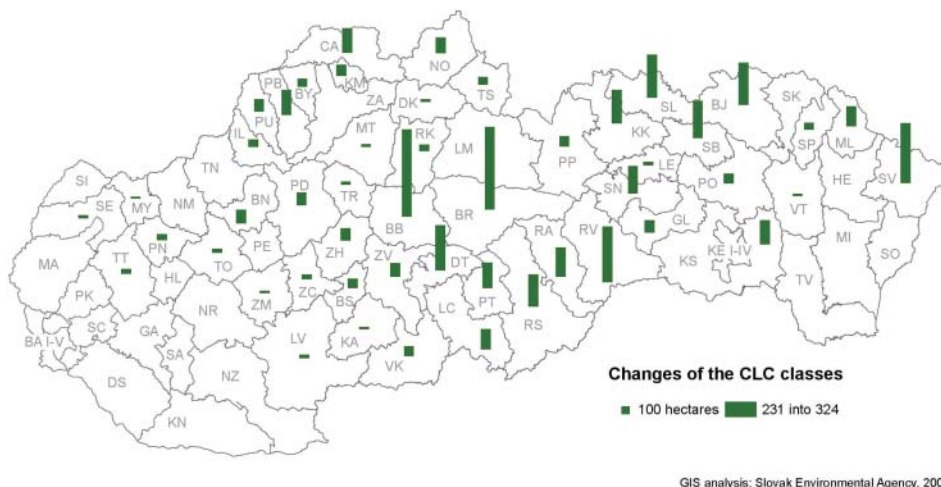 CA
NO
PB
BY
KM
TS
ZA
DK
PU
IL
MT
RK
LM
PP
KK
SL
BJ
SK
SP
ML
SB
TN
SI
SE
MY
NM
BN
PD
TR
SN
LE
PO
HE
SV
VT
BR
BB
RA
RV
GL
PN
TO
PE
ZH
ZV
DT
KS
KE
I-IV
MI
SO
MA
TT
HL
ZM
ZC
BS
LC
PT
RS
TV
PK
NR
KA
BA I-V
SC
GA
SA
LV
VK
DS
NZ
KN
Changes of the CLC classes
100 hectares 231 into 324
GIS analysis: Slovak Environmental Agency, 200